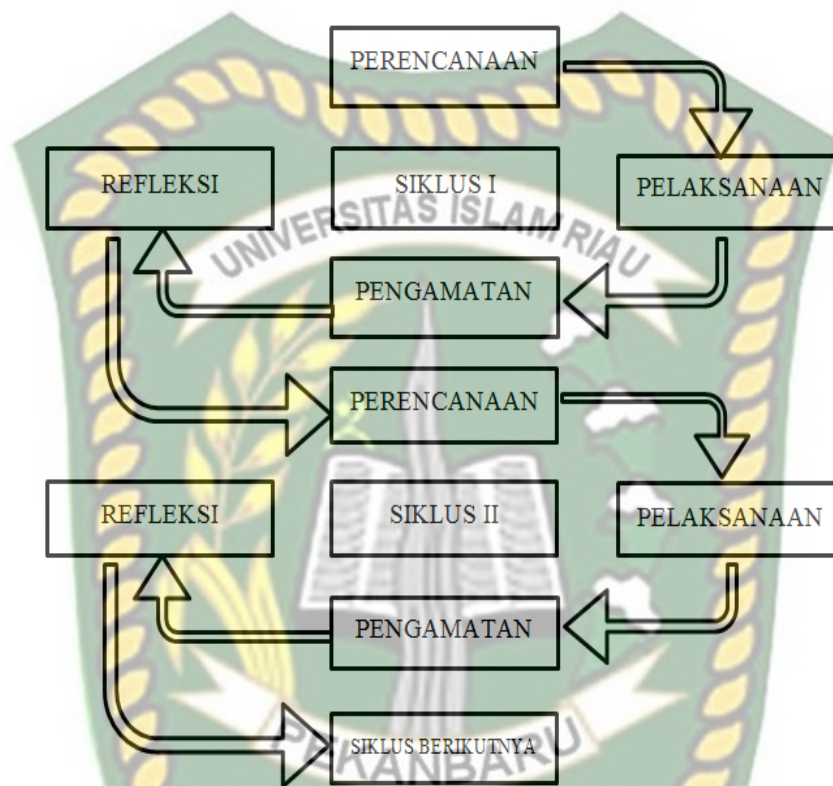 PERENCANAAN
REFLEKSI
SIKLUS I
PELAKSANAAN
UNIVERSITAS ISLAM RIAU
PENGAMATAN
PERENCANAAN
REFLEKSI
SIKLUS II
PELAKSANAAN
PENGAMATAN
SIKLUS BERIKUTNYA
PEKANBARU